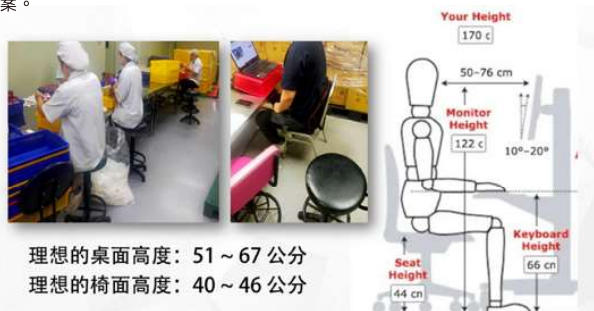 案。
Your Height
170 c
50-76 cm
Monitor
Height
122 c
10°-20°
Keyboard
Height
66 cn
Seat
Height
44 cn
理想的桌面高度：51 ~ 67 公分
理想的椅面高度：40 ~ 46 公分